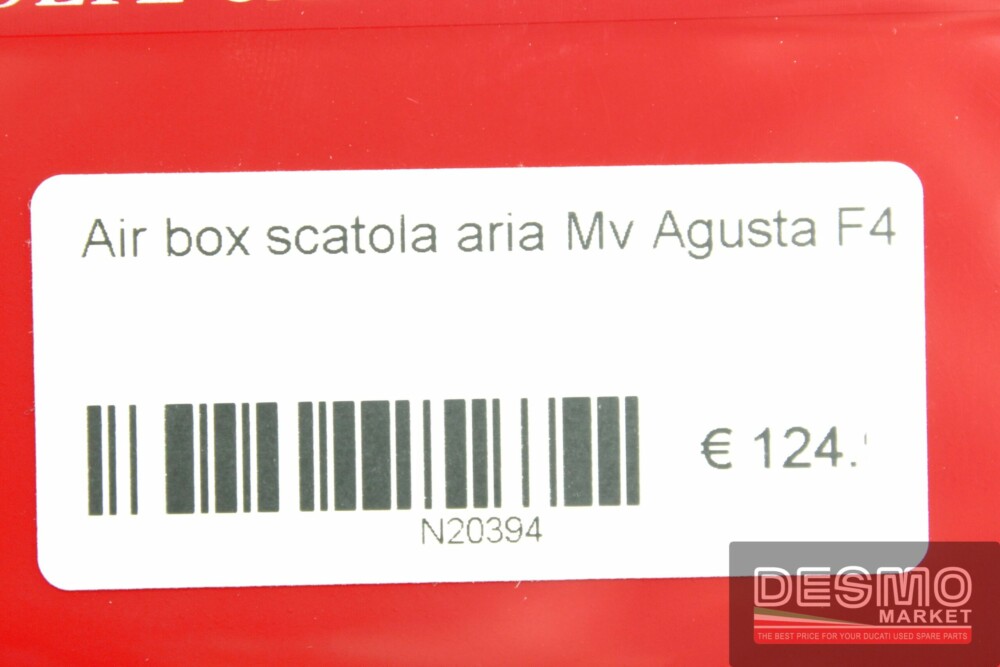 Air box scatola aria Mv Agusta F4
€ 124.
N20394
DESMO
MARKET
THE BEST PRICE FOR YOUR DUCATI USED SPARE PARTS